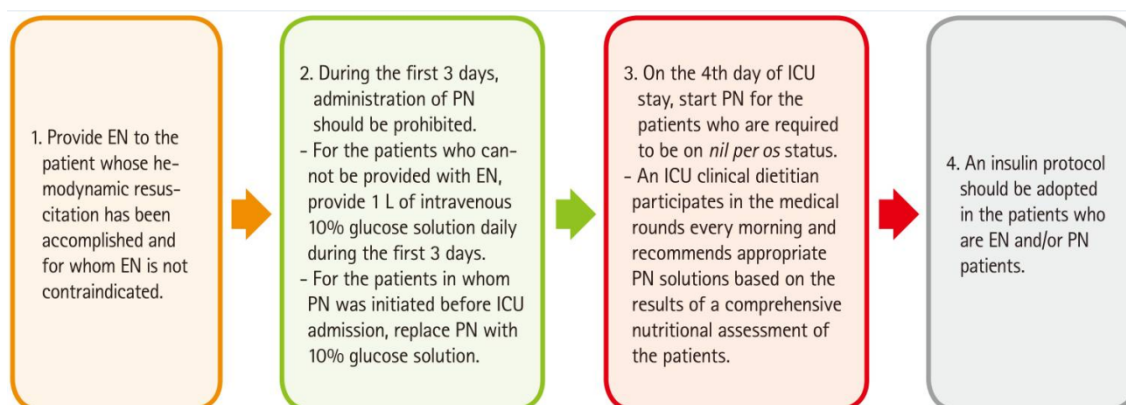 1. Provide EN to the
patient whose he-
modynamic resus-
citation has been
accomplished and
for whom EN is not
contraindicated.
2. During the first 3 days,
administration of PN
should be prohibited.
- For the patients who can-
not be provided with EN,
provide 1 L of intravenous
10% glucose solution daily
during the first 3 days.
- For the patients in whom
PN was initiated before ICU
admission, replace PN with
10% glucose solution.
3. On the 4th day of ICU
stay, start PN for the
patients who are required
to be on nil per os status.
- An ICU clinical dietitian
participates in the medical
rounds every morning and
recommends appropriate
PN solutions based on the
results of a comprehensive
nutritional assessment of
the patients.
4. An insulin protocol
should be adopted
in the patients who
are EN and/or PN
patients.